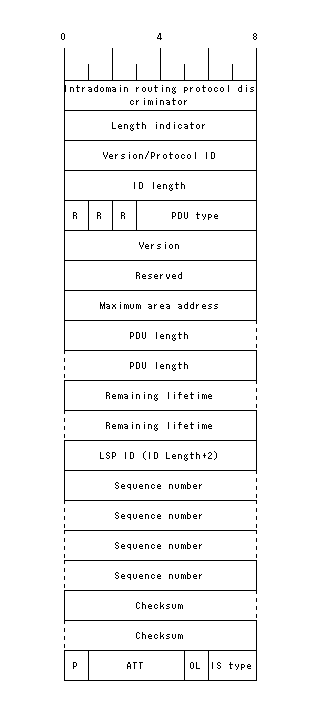 0 4 8
Intradomain routing protocol dis
criminator
Length indicator
Version/Protocol ID
ID length
R R R PDU type
Version
Reserved
Maximum area address
PDU length
PDU length
Remaining lifetime
Remaining lifetime
LSP ID (ID Length+2)
Sequence number
Sequence number
Sequence number
Sequence number
Checksum
Checksum
P ATT OL IS type